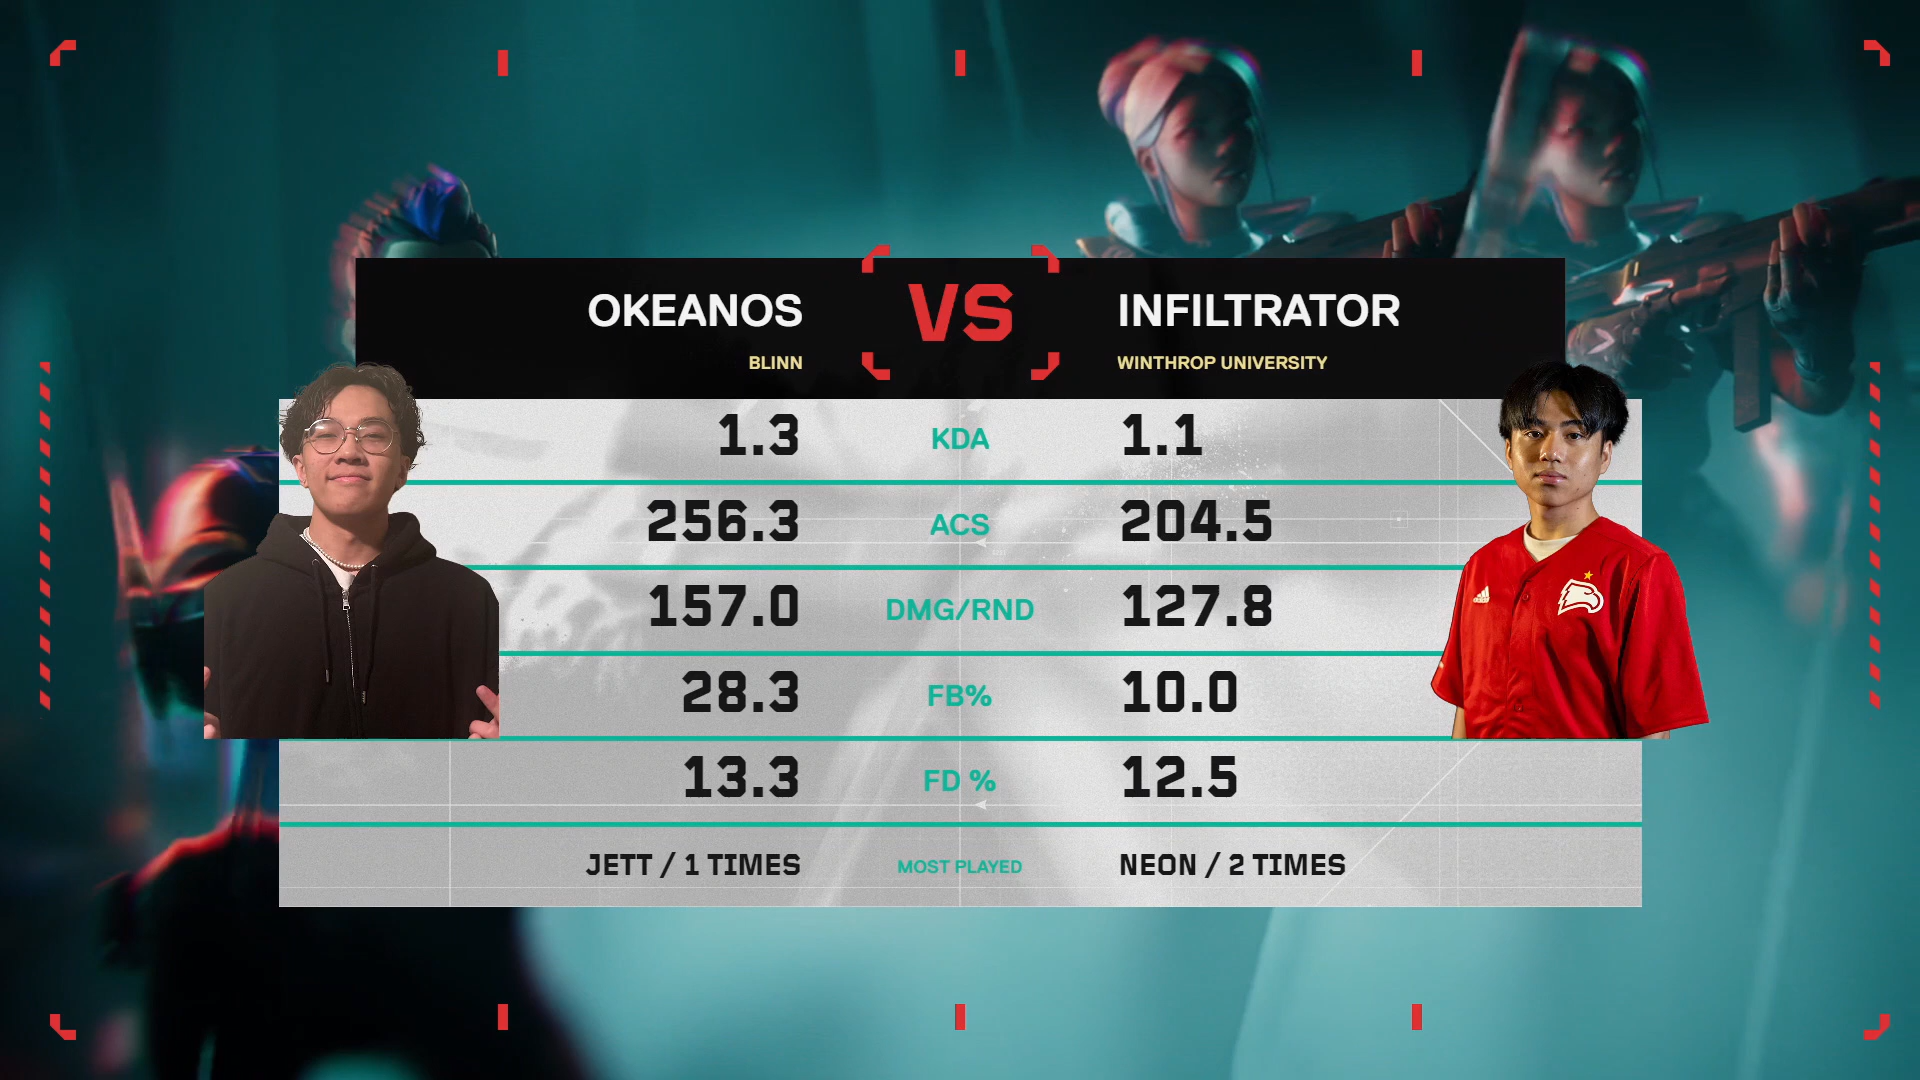 OKEANOS VS INFILTRATOR
BLINN WINTHROP UNIVERSITY
1.3 KDA 1.1
256.3 ACS 204.5
157.0 DMG/RND 127.8
28.3 FB% 10.0
13.3 FD % 12.5
JETT / 1 TIMES MOST PLAYED NEON / 2 TIMES